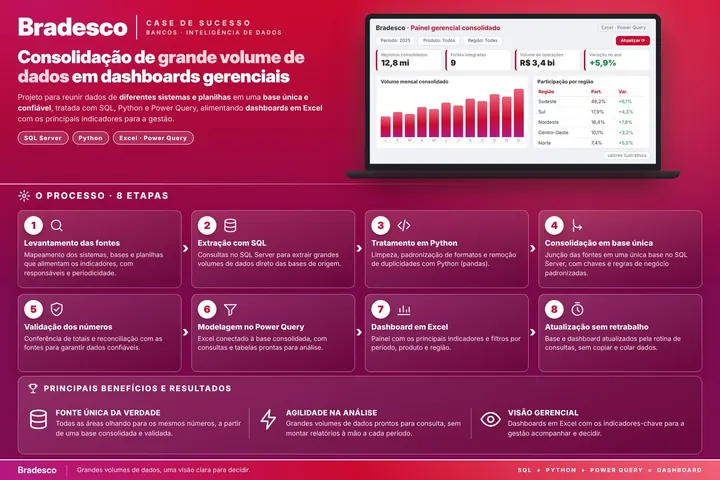 Bradesco
CASE DE SUCESSO
BANCOS · INTELIGÊNCIA DE DADOS
Consolidação de grande volume de
dados em dashboards gerenciais
Projeto para reunir dados de diferentes sistemas e planilhas em uma base única e
confiável, tratada com SQL, Python e Power Query, alimentando dashboards em Excel
com os principais indicadores para a gestão.
SQL Server
Python
Excel · Power Query
Bradesco · Painel gerencial consolidado
Excel · Power Query
Período: 2025
Produto: Todos
Região: Todas
Atualizar
Registros consolidados
12,8 mi
Fontes integradas
9
Volume de operações
R$ 3,4 bi
Variação no ano
+5,9%
Volume mensal consolidado
J F M A M J J A S O N D
Participação por região
Região Part. Var.
Sudeste 48,2% +6,1%
Sul 17,9% +4,3%
Nordeste 16,4% +7,8%
Centro-Oeste 10,1% +3,2%
Norte 7,4% +5,5%
valores ilustrativos
O PROCESSO · 8 ETAPAS
1
Levantamento das fontes
Mapeamento dos sistemas, bases e planilhas
que alimentam os indicadores, com
responsáveis e periodicidade.
2
Extração com SQL
Consultas no SQL Server para extrair grandes
volumes de dados direto das bases de origem.
3
Tratamento em Python
Limpeza, padronização de formatos e remoção
de duplicidades com Python (pandas).
4
Consolidação em base única
Junção das fontes em uma única base no SQL
Server, com chaves e regras de negócio
padronizadas.
5
Validação dos números
Conferência de totais e reconciliação com as
fontes para garantir dados confiáveis.
6
Modelagem no Power Query
Excel conectado à base consolidada, com
consultas e tabelas prontas para análise.
7
Dashboard em Excel
Painel com os principais indicadores e filtros por
período, produto e região.
8
Atualização sem retrabalho
Base e dashboard atualizados pela rotina de
consultas, sem copiar e colar dados.
PRINCIPAIS BENEFÍCIOS E RESULTADOS
FONTE ÚNICA DA VERDADE
Todas as áreas olhando para os mesmos números, a partir
de uma base consolidada e validada.
AGILIDADE NA ANÁLISE
Grandes volumes de dados prontos para consulta, sem
montar relatórios à mão a cada período.
VISÃO GERENCIAL
Dashboards em Excel com os indicadores-chave para a
gestão acompanhar e decidir.
Bradesco
Grandes volumes de dados, uma visão clara para decidir.
SQL + PYTHON + POWER QUERY = DASHBOARD